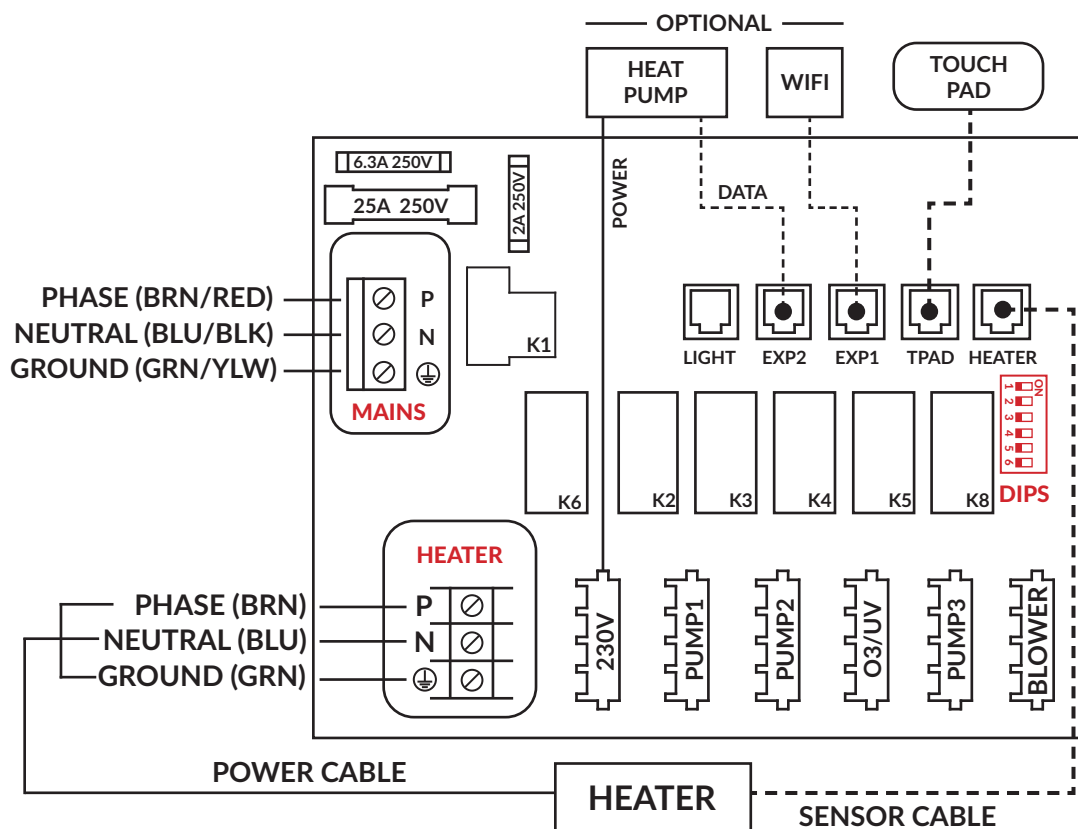 OPTIONAL
HEAT
PUMP
WIFI
TOUCH
PAD
6.3A 250V
25A 250V
2A 250V
POWER
DATA
PHASE (BRN/RED)
NEUTRAL (BLU/BLK)
GROUND (GRN/YLW)
P
N
MAINS
K1
LIGHT
EXP2
EXP1
TPAD
HEATER
ON
1
2
3
4
5
6
DIPS
K6
K2
K3
K4
K5
K8
HEATER
PHASE (BRN)
NEUTRAL (BLU)
GROUND (GRN)
P
N
230V
PUMP1
PUMP2
O3/UV
PUMP3
BLOWER
POWER CABLE
HEATER
SENSOR CABLE